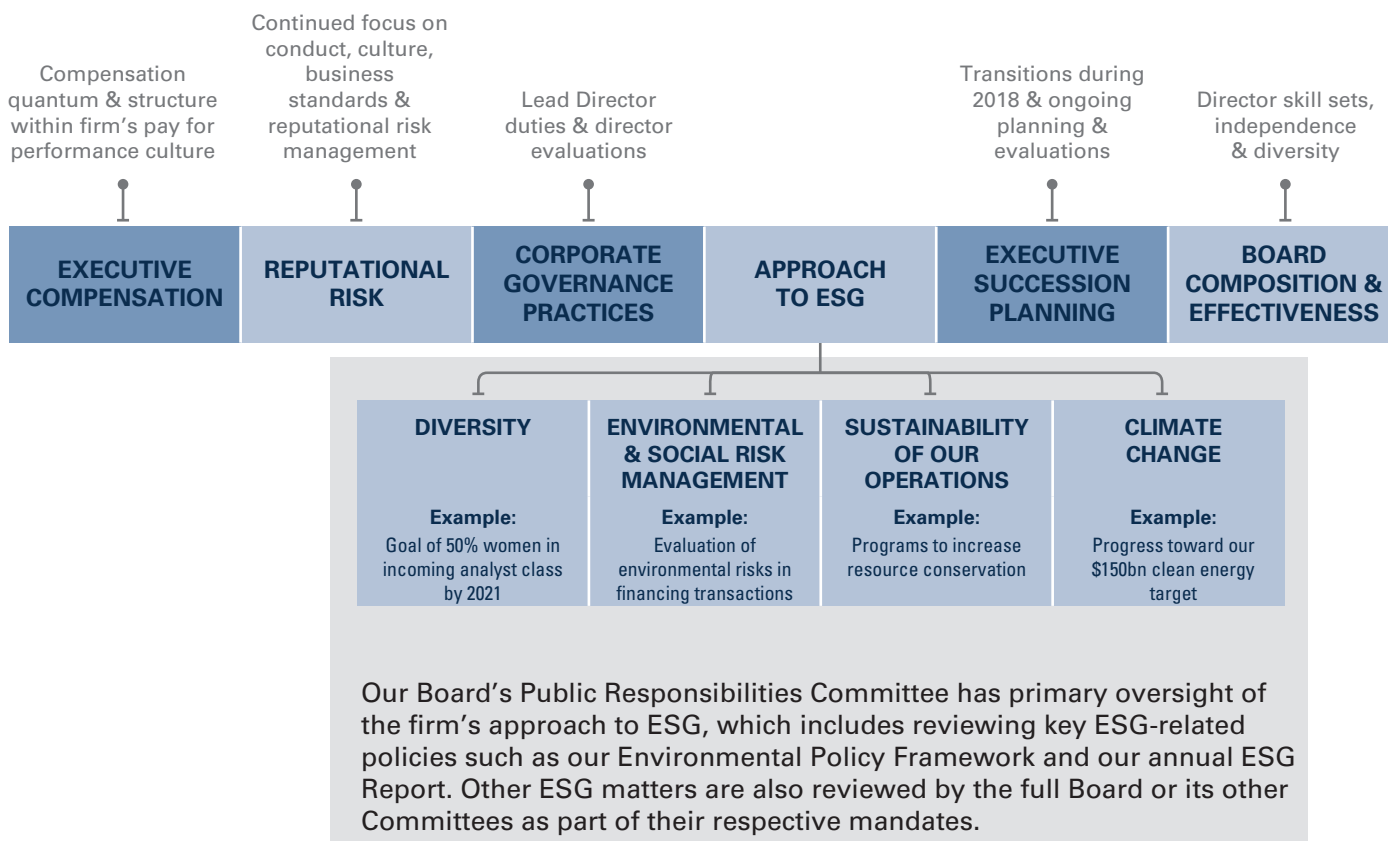 Compensation
quantum & structure
within firm's pay for
performance culture
Continued focus on
conduct, culture,
business
standards &
reputational risk
management
Lead Director
duties & director
evaluations
Transitions during
2018 & ongoing
planning &
evaluations
Director skill sets,
independence
& diversity
EXECUTIVE
COMPENSATION
REPUTATIONAL
RISK
CORPORATE
GOVERNANCE
PRACTICES
APPROACH
TO ESG
EXECUTIVE
SUCCESSION
PLANNING
BOARD
COMPOSITION &
EFFECTIVENESS
DIVERSITY
Example:
Goal of 50% women in
incoming analyst class
by 2021
ENVIRONMENTAL
& SOCIAL RISK
MANAGEMENT
Example:
Evaluation of
environmental risks in
financing transactions
SUSTAINABILITY
OF OUR
OPERATIONS
Example:
Programs to increase
resource conservation
CLIMATE
CHANGE
Example:
Progress toward our
$150bn clean energy
target
Our Board's Public Responsibilities Committee has primary oversight of
the firm's approach to ESG, which includes reviewing key ESG-related
policies such as our Environmental Policy Framework and our annual ESG
Report. Other ESG matters are also reviewed by the full Board or its other
Committees as part of their respective mandates.